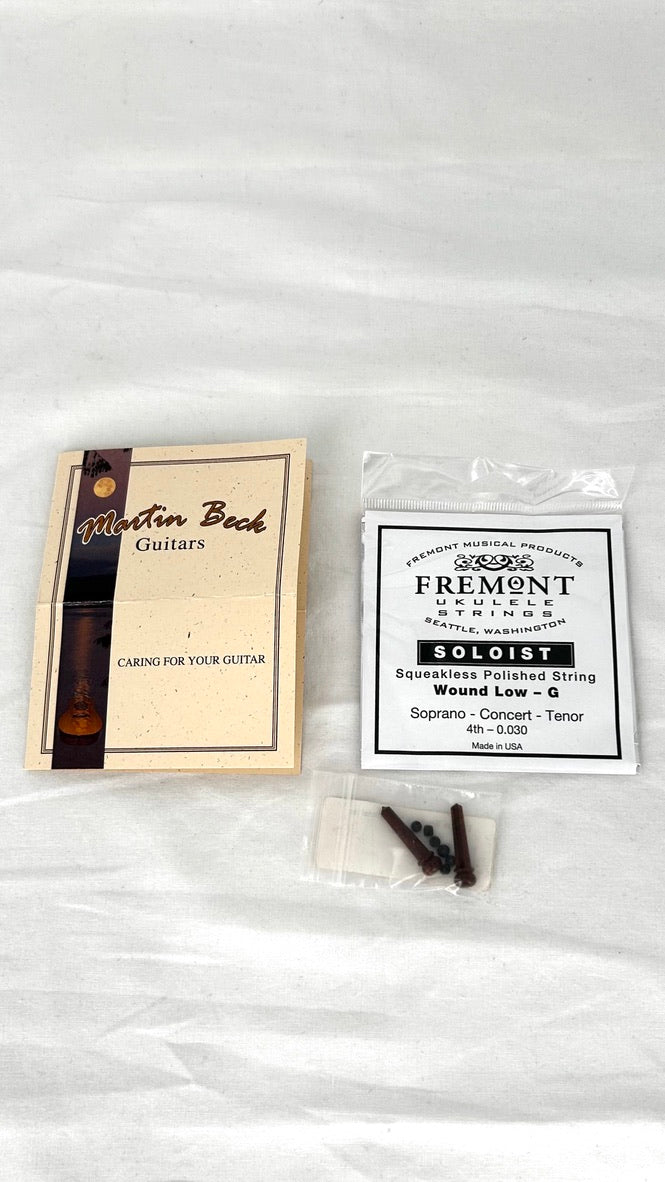 Martin Beck
Guitars
CARING FOR YOUR GUITAR
FREMONT MUSICAL PRODUCTS
FREMONT
UKULELE
STRINGS
SEATTLE, WASHINGTON
SOLOIST
Squeakless Polished String
Wound Low – G
Soprano - Concert - Tenor
4th – 0.030
Made in USA